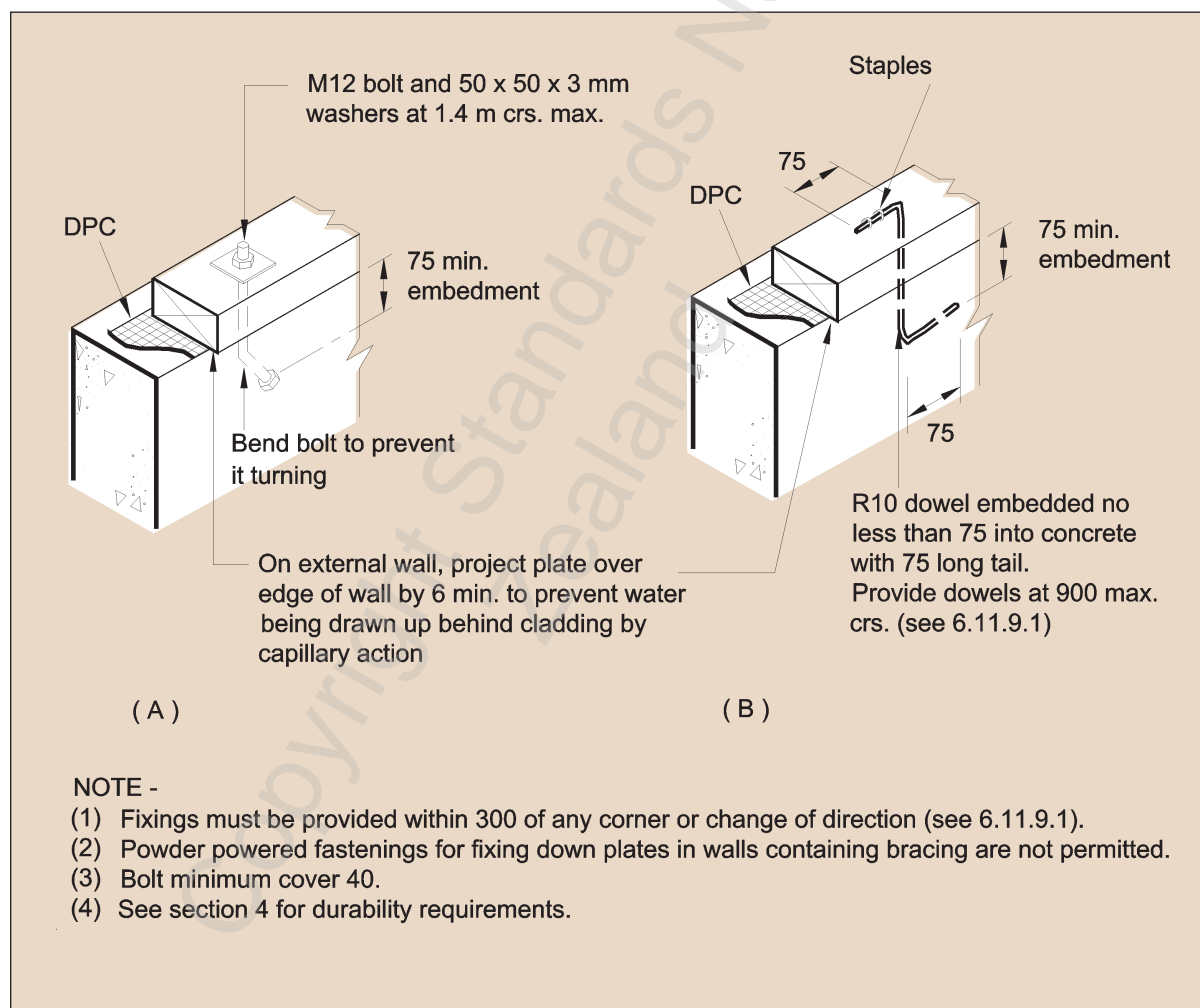 M12 bolt and 50 x 50 x 3 mm
washers at 1.4 m crs. max.
DPC
75 min.
embedment
Bend bolt to prevent
it turning
Staples
75
DPC
75 min.
embedment
75
R10 dowel embedded no
less than 75 into concrete
with 75 long tail.
Provide dowels at 900 max.
crs. (see 6.11.9.1)
On external wall, project plate over
edge of wall by 6 min. to prevent water
being drawn up behind cladding by
capillary action
( A )
( B )
NOTE -
(1) Fixings must be provided within 300 of any corner or change of direction (see 6.11.9.1).
(2) Powder powered fastenings for fixing down plates in walls containing bracing are not permitted.
(3) Bolt minimum cover 40.
(4) See section 4 for durability requirements.
Copyright Standards
Zealand